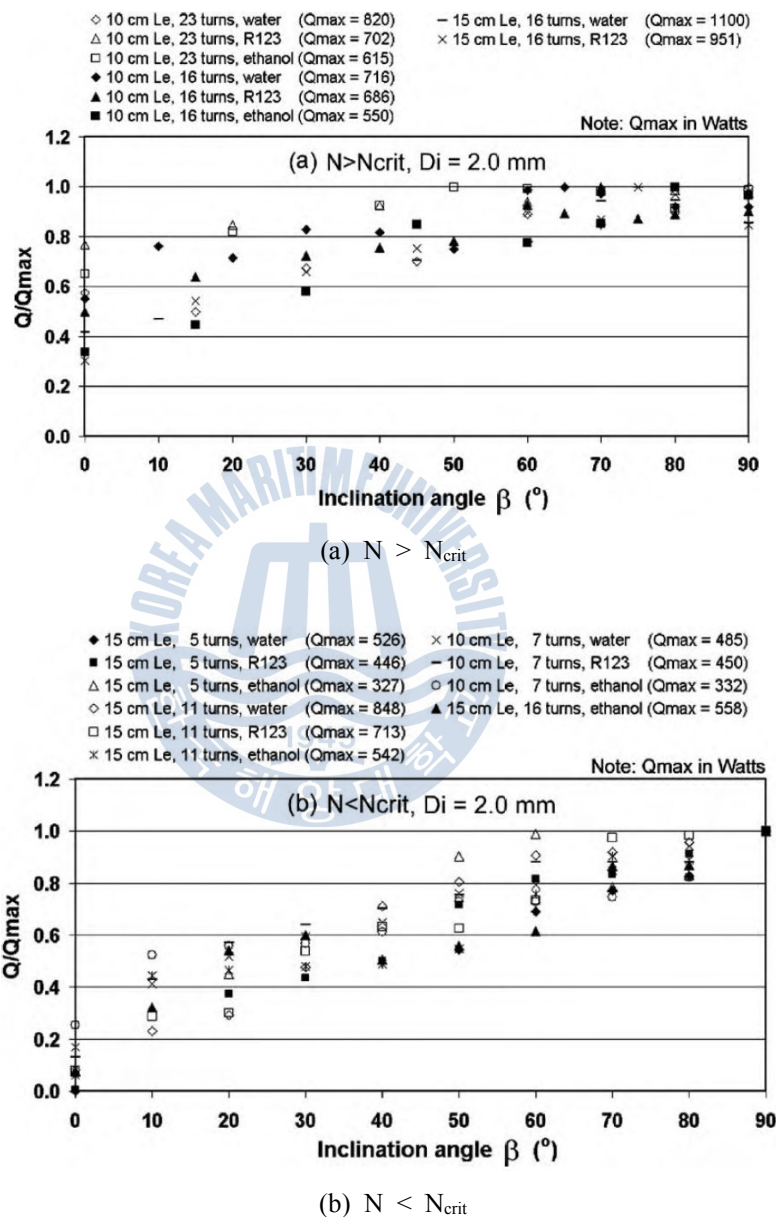 ◇ 10 cm Le, 23 turns, water (Qmax = 820)
△ 10 cm Le, 23 turns, R123 (Qmax = 702)
□ 10 cm Le, 23 turns, ethanol (Qmax = 615)
◆ 10 cm Le, 16 turns, water (Qmax = 716)
▲ 10 cm Le, 16 turns, R123 (Qmax = 686)
■ 10 cm Le, 16 turns, ethanol (Qmax = 550)
– 15 cm Le, 16 turns, water (Qmax = 1100)
× 15 cm Le, 16 turns, R123 (Qmax = 951)
Note: Qmax in Watts
(a) N>Ncrit, Di = 2.0 mm
Q/Qmax
1.2
1.0
0.8
0.6
0.4
0.2
0.0
0 10 20 30 40 50 60 70 80 90
Inclination angle β (°)
(a) N > Ncrit
KOREA MARITIME UNIVERSITY
1945
한국해양대학교
◆ 15 cm Le, 5 turns, water (Qmax = 526)
■ 15 cm Le, 5 turns, R123 (Qmax = 446)
△ 15 cm Le, 5 turns, ethanol (Qmax = 327)
◇ 15 cm Le, 11 turns, water (Qmax = 848)
□ 15 cm Le, 11 turns, R123 (Qmax = 713)
ж 15 cm Le, 11 turns, ethanol (Qmax = 542)
× 10 cm Le, 7 turns, water (Qmax = 485)
– 10 cm Le, 7 turns, R123 (Qmax = 450)
○ 10 cm Le, 7 turns, ethanol (Qmax = 332)
▲ 15 cm Le, 16 turns, ethanol (Qmax = 558)
Note: Qmax in Watts
(b) N<Ncrit, Di = 2.0 mm
Q/Qmax
1.2
1.0
0.8
0.6
0.4
0.2
0.0
0 10 20 30 40 50 60 70 80 90
Inclination angle β (°)
(b) N < Ncrit